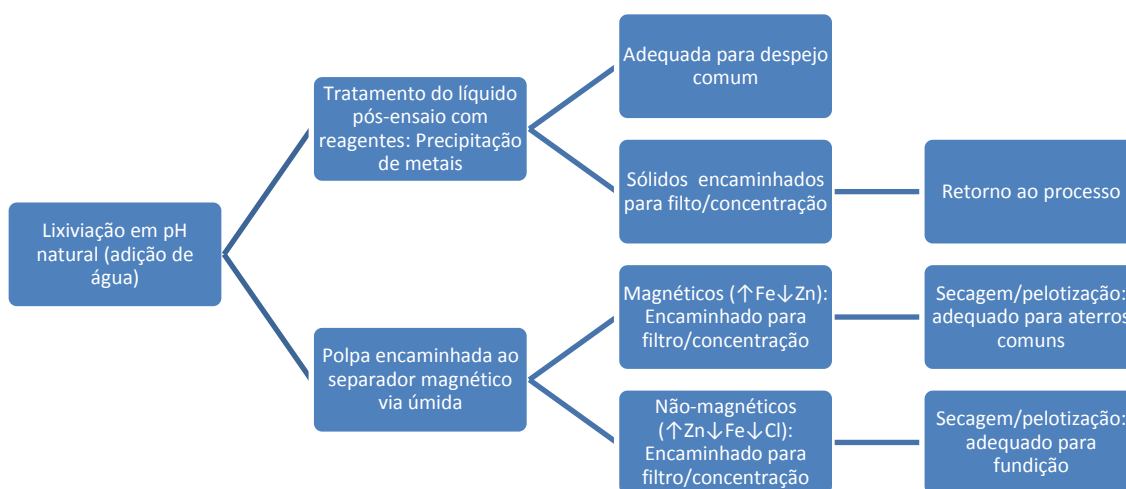 Lixiviação em pH
natural (adição de
água)
Tratamento do líquido
pós-ensaio com
reagentes: Precipitação
de metais
Adequada para despejo
comum
Sólidos encaminhados
para filto/concentração
Retorno ao processo
Polpa encaminhada ao
separador magnético
via úmida
Magnéticos (↑Fe↓Zn):
Encaminhado para
filtro/concentração
Secagem/pelotização:
adequado para aterros
comuns
Não-magnéticos
(↑Zn↓Fe↓Cl):
Encaminhado para
filtro/concentração
Secagem/pelotização:
adequado para
fundição